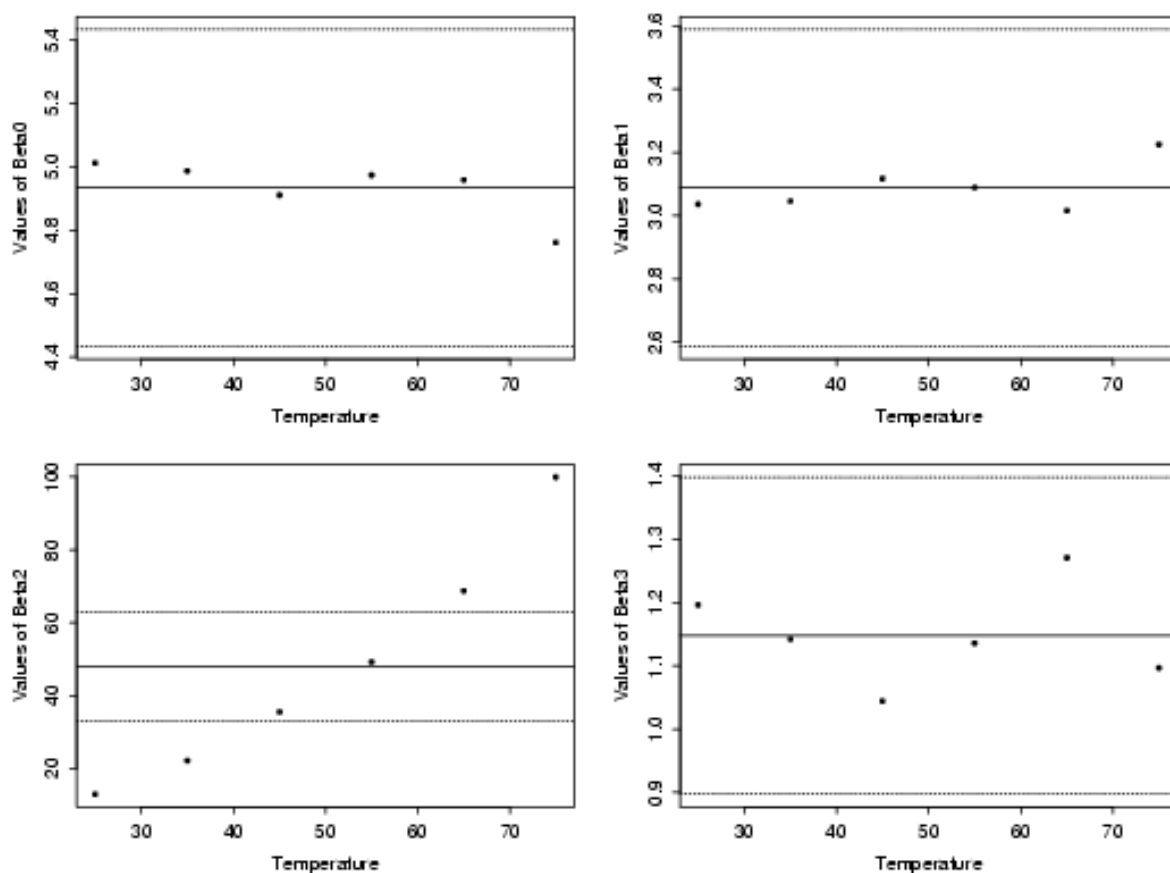 Values of Beta0
5.4
5.2
5.0
4.8
4.6
4.4
30 40 50 60 70
Temperature
Values of Beta1
3.6
3.4
3.2
3.0
2.8
2.6
30 40 50 60 70
Temperature
Values of Beta2
100
80
60
40
20
30 40 50 60 70
Temperature
Values of Beta3
1.4
1.3
1.2
1.1
1.0
0.9
30 40 50 60 70
Temperature